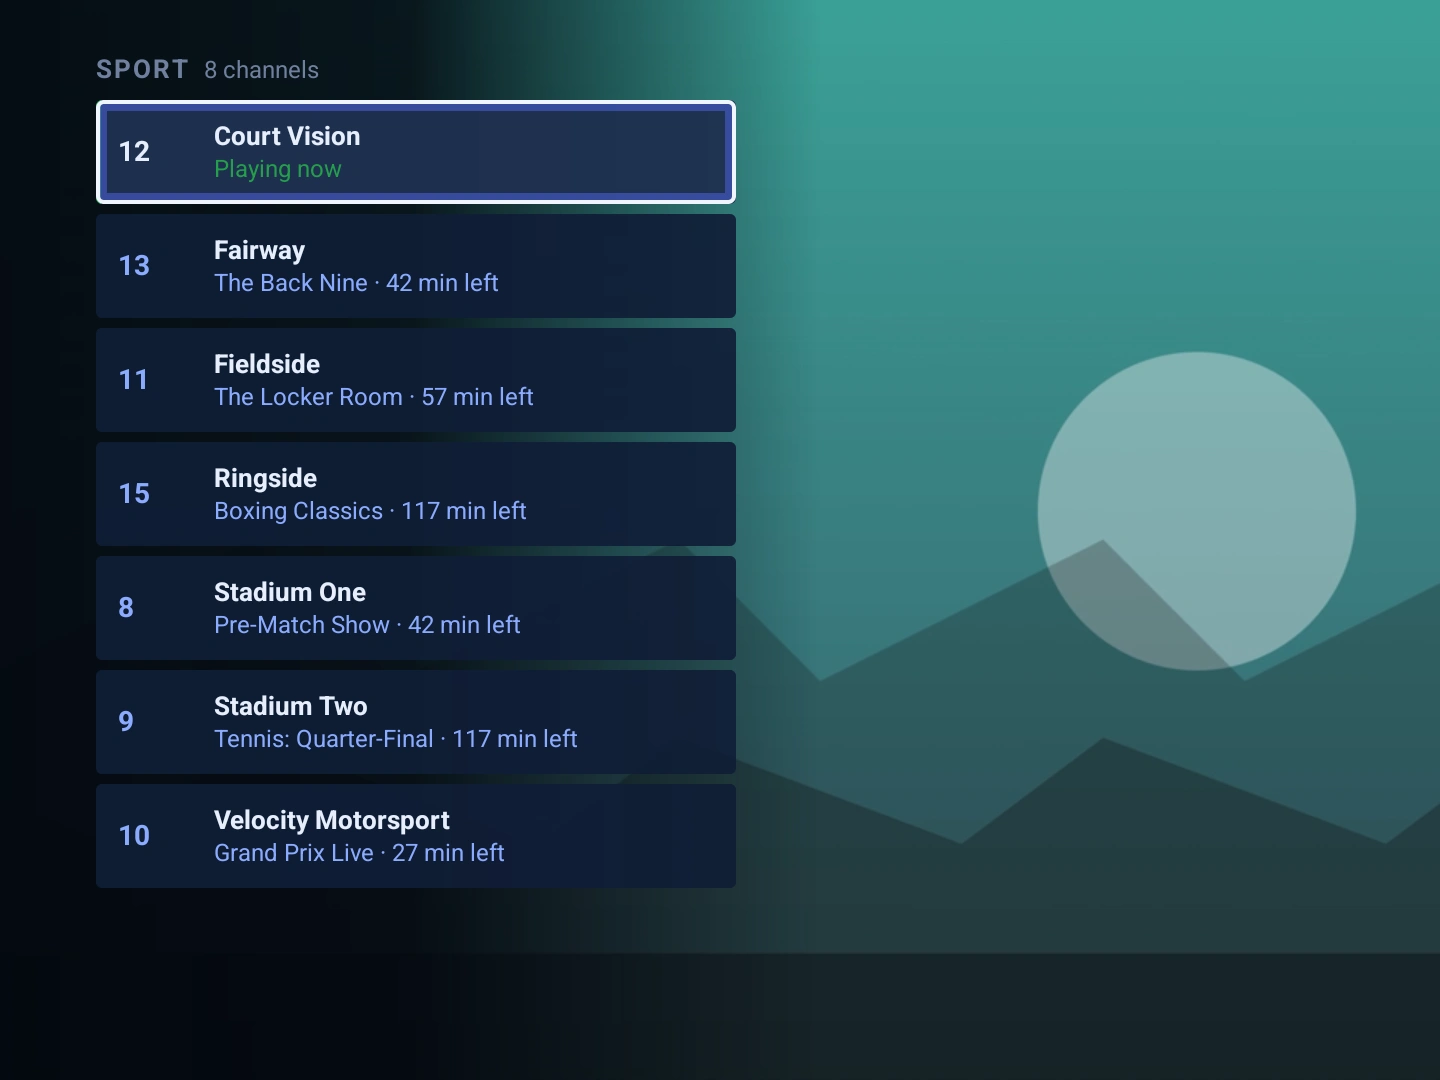 SPORT 8 channels
12
Court Vision
Playing now
13
Fairway
The Back Nine · 42 min left
11
Fieldside
The Locker Room · 57 min left
15
Ringside
Boxing Classics · 117 min left
8
Stadium One
Pre-Match Show · 42 min left
9
Stadium Two
Tennis: Quarter-Final · 117 min left
10
Velocity Motorsport
Grand Prix Live · 27 min left